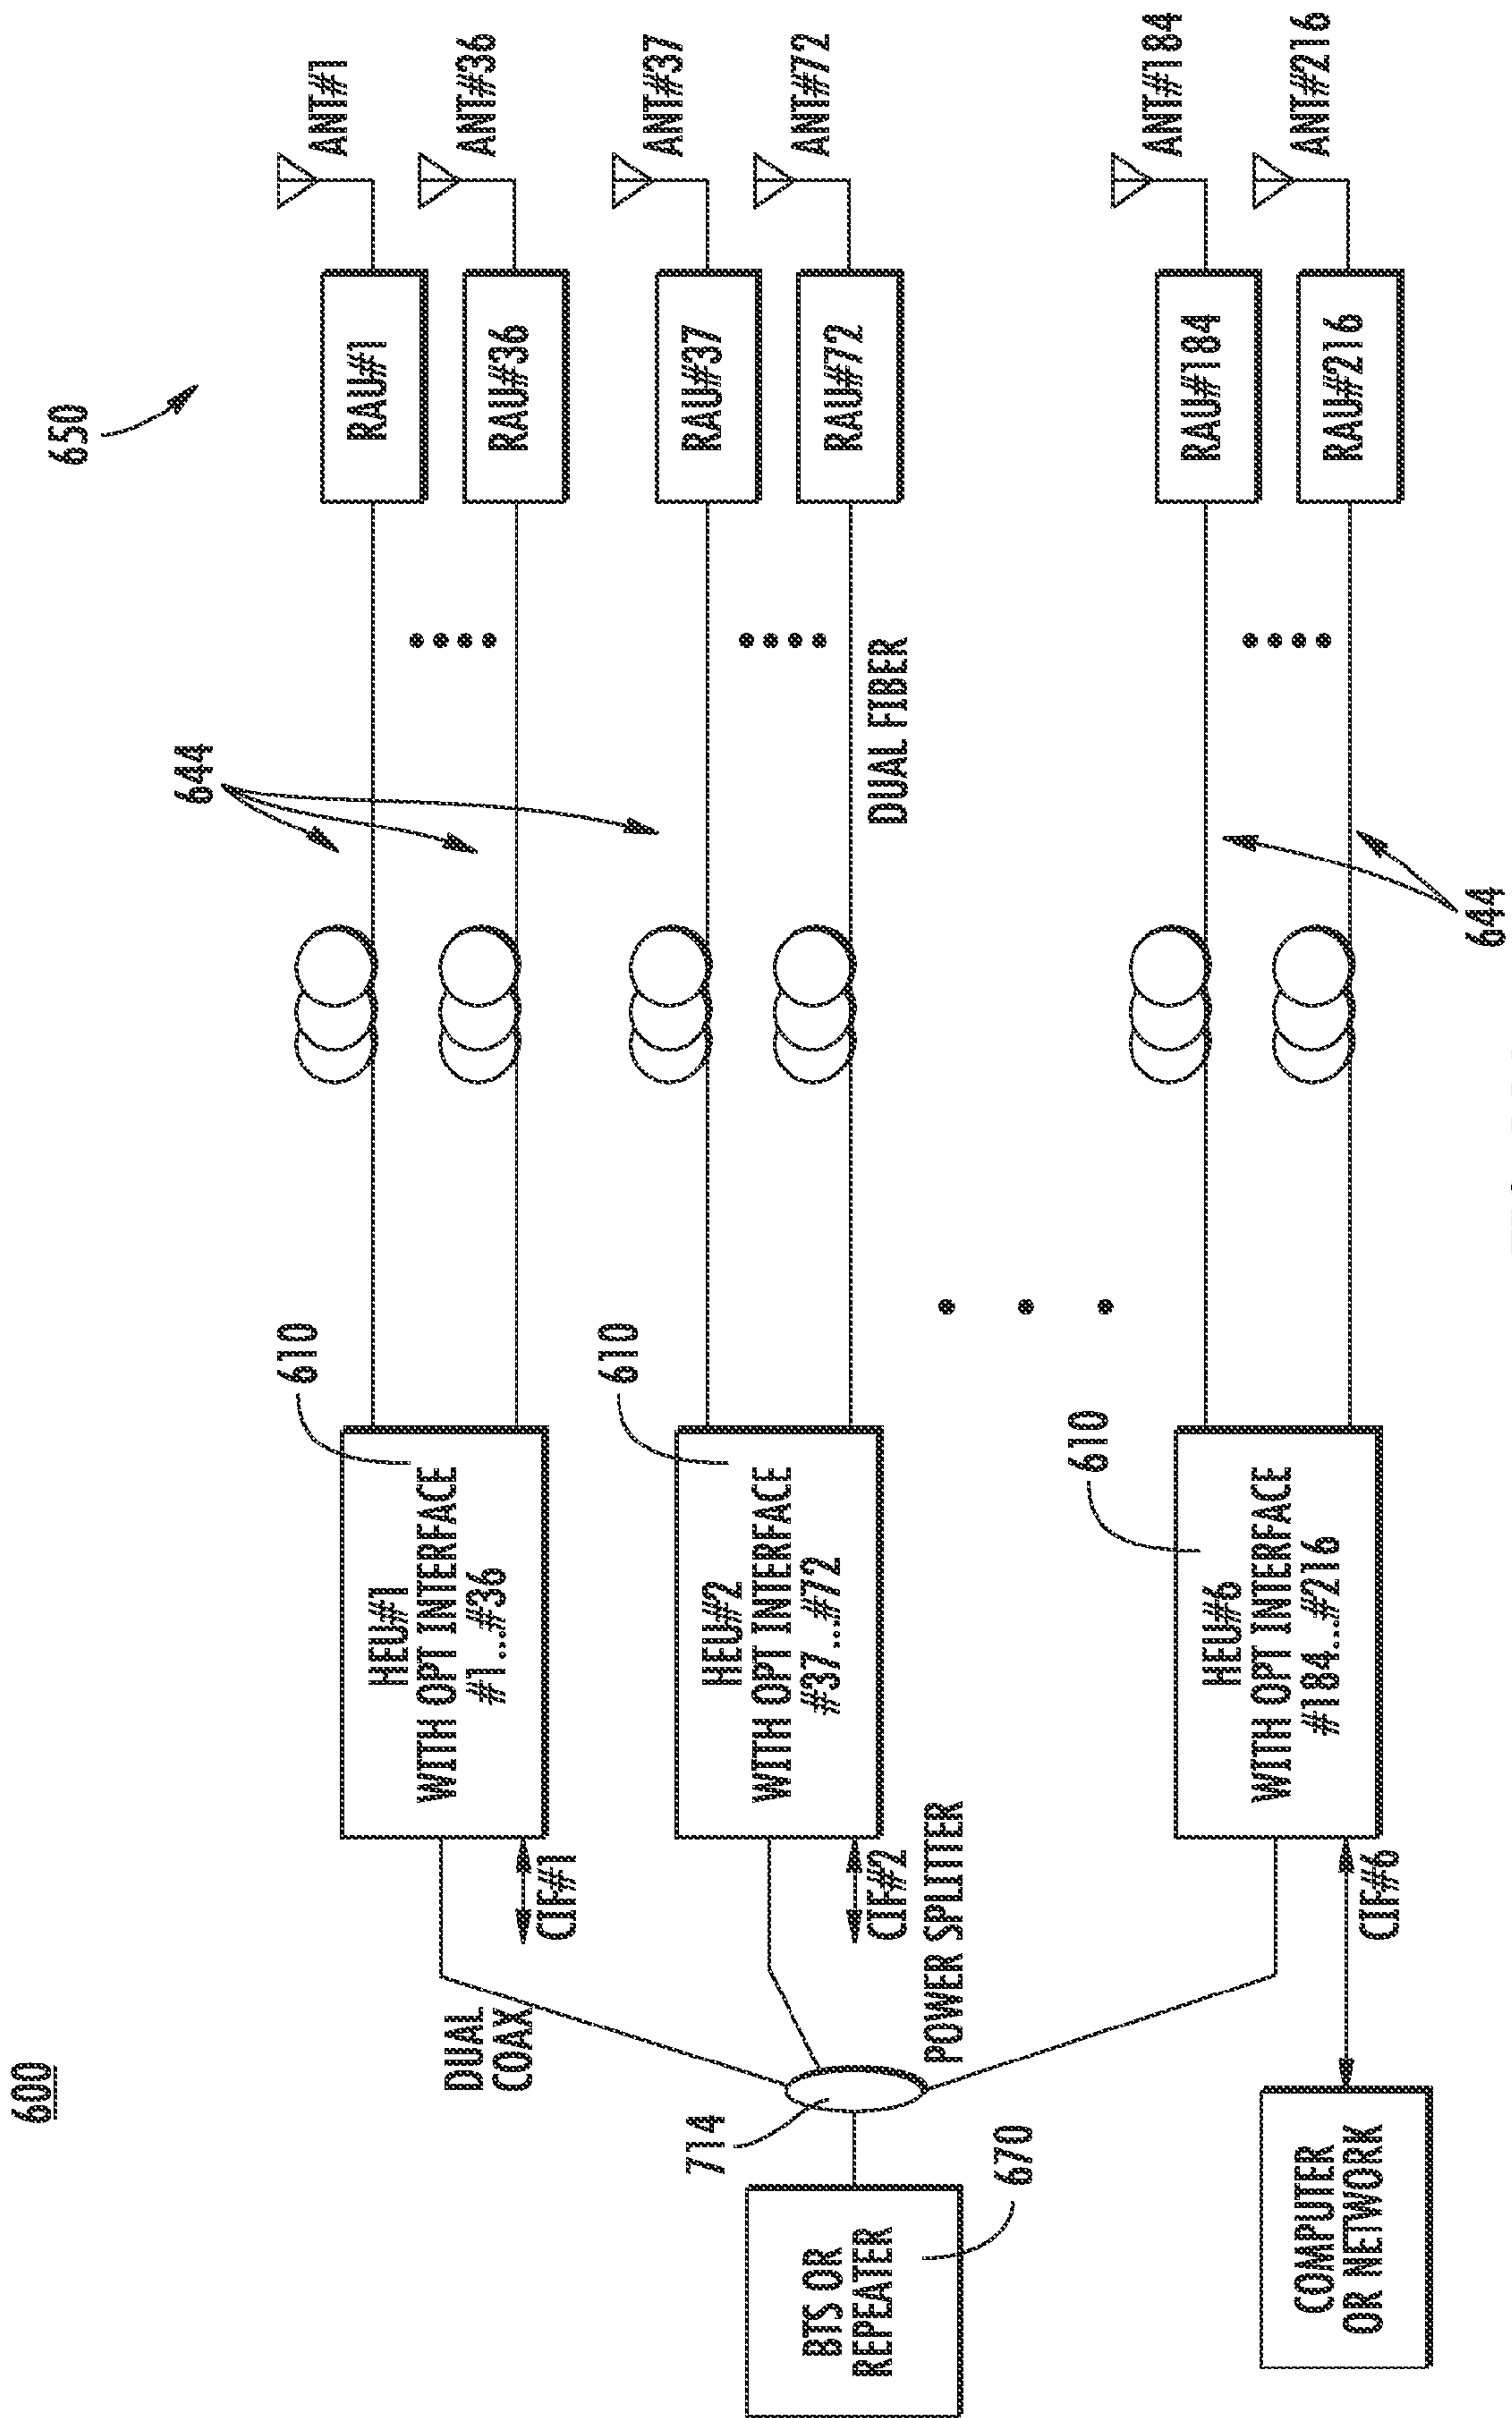 600
650
644
DUAL
COAX
714
BTS OR
REPEATER
670
POWER SPLITTER
COMPUTER
OR NETWORK
610
HEU#1
WITH OPT INTERFACE
#1...#36
CIF#1
RAU#1
ANT#1
RAU#36
ANT#36
610
HEU#2
WITH OPT INTERFACE
#37...#72
CIF#2
RAU#37
ANT#37
RAU#72
ANT#72
DUAL FIBER
610
HEU#6
WITH OPT INTERFACE
#184...#216
CIF#6
RAU#184
ANT#184
RAU#216
ANT#216
644